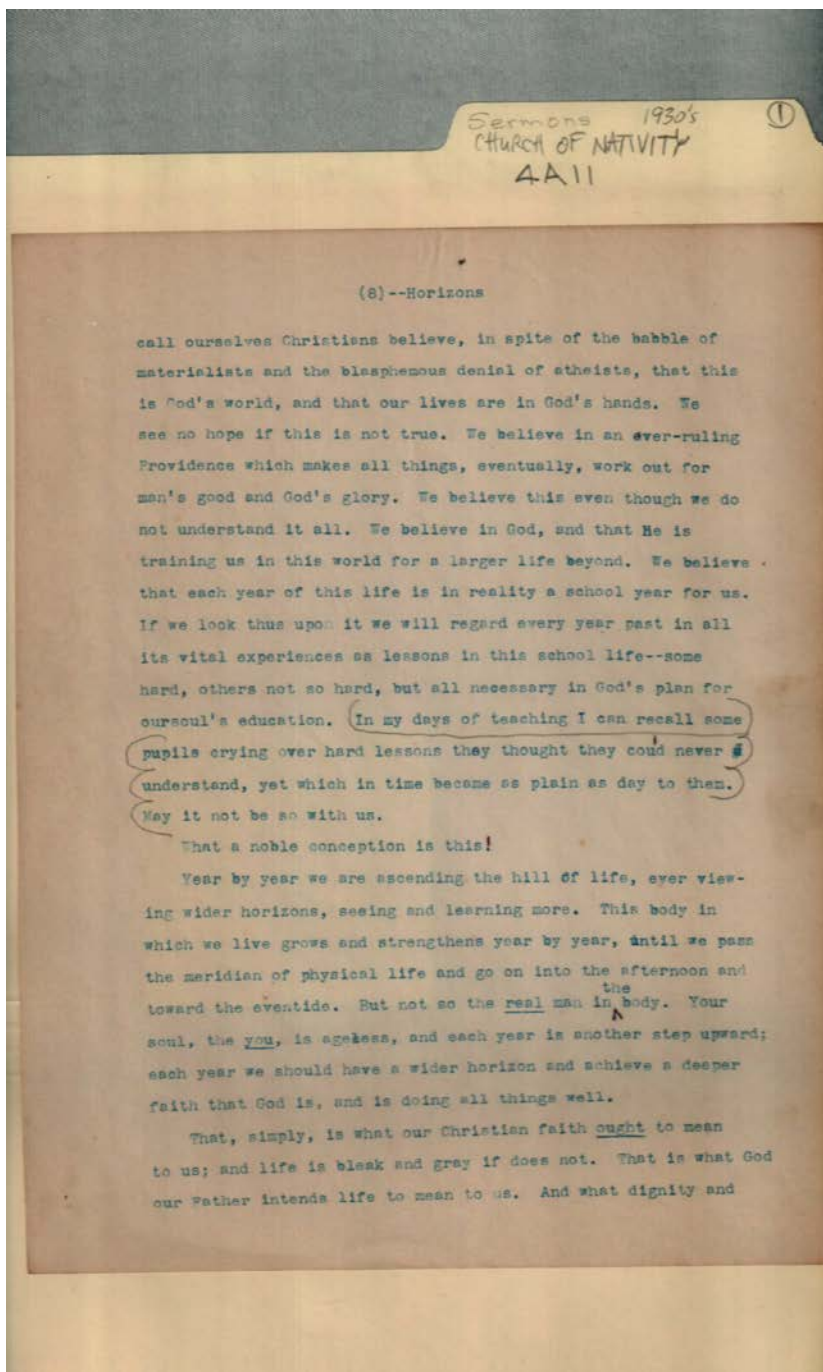 Sermons 1930's ①
CHURCH OF NATIVITY
4A11
(8)--Horizons
call ourselves Christians believe, in spite of the babble of
materialists and the blasphemous denial of atheists, that this
is God's world, and that our lives are in God's hands. We
see no hope if this is not true. We believe in an over-ruling
Providence which makes all things, eventually, work out for
man's good and God's glory. We believe this even though we do
not understand it all. We believe in God, and that He is
training us in this world for a larger life beyond. We believe
that each year of this life is in reality a school year for us.
If we look thus upon it we will regard every year past in all
its vital experiences as lessons in this school life--some
hard, others not so hard, but all necessary in God's plan for
oursoul's education. (In my days of teaching I can recall some)
(pupils crying over hard lessons they thought they coud never)
(understand, yet which in time became as plain as day to them.)
(May it not be so with us.
What a noble conception is this!
Year by year we are ascending the hill of life, ever view-
ing wider horizons, seeing and learning more. This body in
which we live grows and strengthens year by year, until we pass
the meridian of physical life and go on into the afternoon and
toward the eventide. But not so the real man in the body. Your
soul, the you, is ageless, and each year is another step upward;
each year we should have a wider horizon and achieve a deeper
faith that God is, and is doing all things well.
That, simply, is what our Christian faith ought to mean
to us; and life is bleak and gray if does not. That is what God
our Father intends life to mean to us. And what dignity and